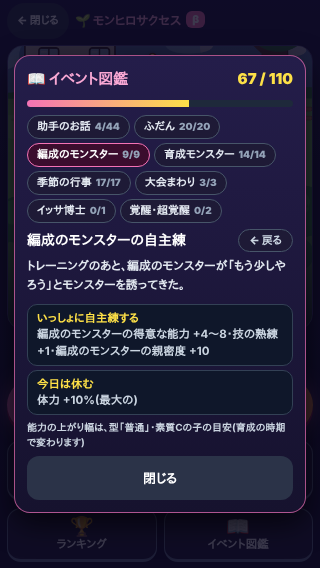 ← 閉じる
🌱 モンヒロサクセス β
📖 イベント図鑑 67 / 110
助手のお話 4/44 ふだん 20/20
編成のモンスター 9/9 育成モンスター 14/14
季節の行事 17/17 大会まわり 3/3
イッサ博士 0/1 覚醒・超覚醒 0/2
編成のモンスターの自主練 ← 戻る
トレーニングのあと、編成のモンスターが「もう少しや
ろう」とモンスターを誘ってきた。
いっしょに自主練する
編成のモンスターの得意な能力 +4〜8・技の熟練
+1・編成のモンスターの親密度 +10
今日は休む
体力 +10%(最大の)
能力の上がり幅は、型「普通」・素質Cの子の目安(育成の時期
で変わります)
閉じる
ランキング イベント図鑑